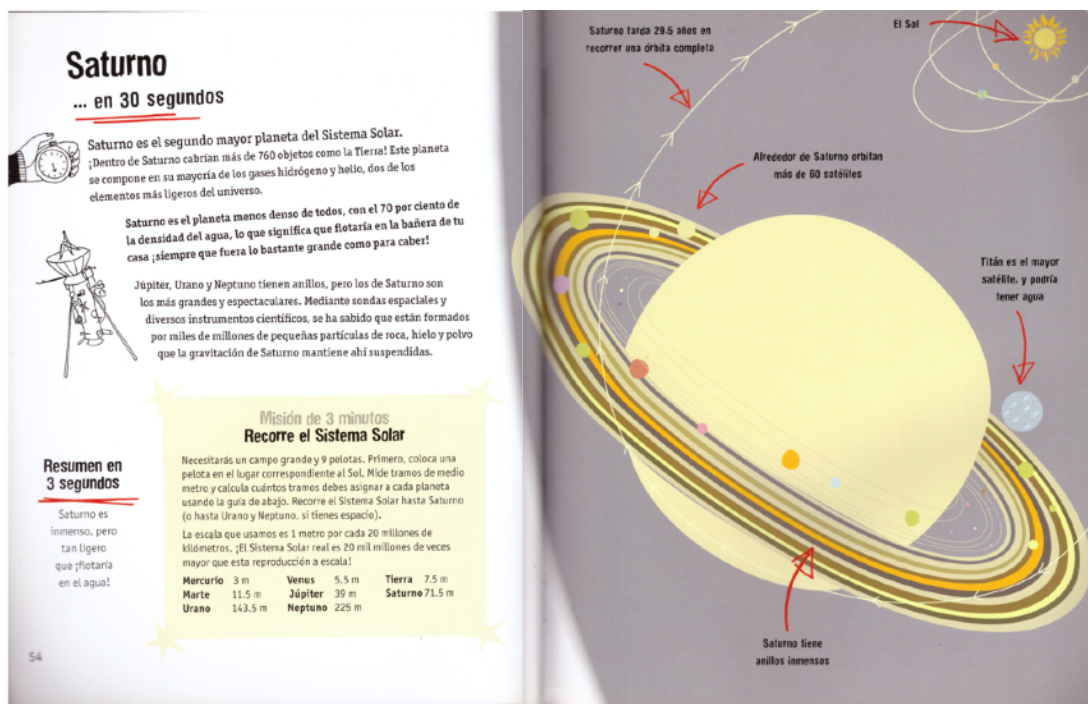 Saturno
... en 30 segundos
Saturno es el segundo mayor planeta del Sistema Solar.
¡Dentro de Saturno cabrían más de 760 objetos como la Tierra! Este planeta
se compone en su mayoría de los gases hidrógeno y helio, dos de los
elementos más ligeros del universo.
Saturno es el planeta menos denso de todos, con el 70 por ciento de
la densidad del agua, lo que significa que flotaría en la bañera de tu
casa ¡siempre que fuera lo bastante grande como para caber!
Júpiter, Urano y Neptuno tienen anillos, pero los de Saturno son
los más grandes y espectaculares. Mediante sondas espaciales y
diversos instrumentos científicos, se ha sabido que están formados
por miles de millones de pequeñas partículas de roca, hielo y polvo
que la gravitación de Saturno mantiene ahí suspendidas.
Resumen en
3 segundos
Saturno es
inmenso, pero
tan ligero
que ¡flotaría
en el agua!
Misión de 3 minutos
Recorre el Sistema Solar
Necesitarás un campo grande y 9 pelotas. Primero, coloca una
pelota en el lugar correspondiente al Sol. Mide tramos de medio
metro y calcula cuántos tramos debes asignar a cada planeta
usando la guía de abajo. Recorre el Sistema Solar hasta Saturno
(o hasta Urano y Neptuno, si tienes espacio).
La escala que usamos es 1 metro por cada 20 millones de
kilómetros. ¡El Sistema Solar real es 20 mil millones de veces
mayor que esta reproducción a escala!
Mercurio 3 m Venus 5.5 m Tierra 7.5 m
Marte 11.5 m Júpiter 39 m Saturno 71.5 m
Urano 143.5 m Neptuno 225 m
54
Saturno tarda 29.5 años en
recorrer una órbita completa
El Sol
Alrededor de Saturno orbitan
más de 60 satélites
Titán es el mayor
satélite, y podría
tener agua
Saturno tiene
anillos inmensos